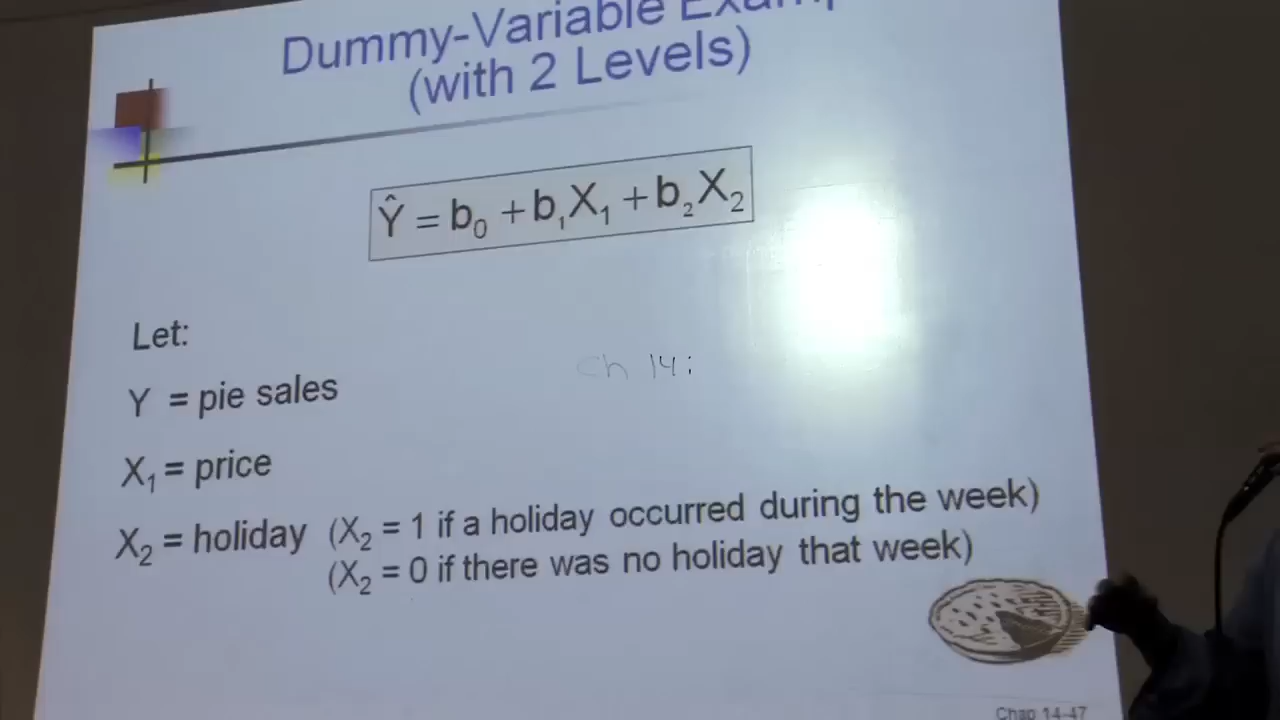 Dummy-Variable
(with 2 Levels)
Ŷ = b₀ + b₁X₁ + b₂X₂
Let:
Ch 14:
Y = pie sales
X₁ = price
X₂ = holiday (X₂ = 1 if a holiday occurred during the week)
(X₂ = 0 if there was no holiday that week)
Chap 14-47